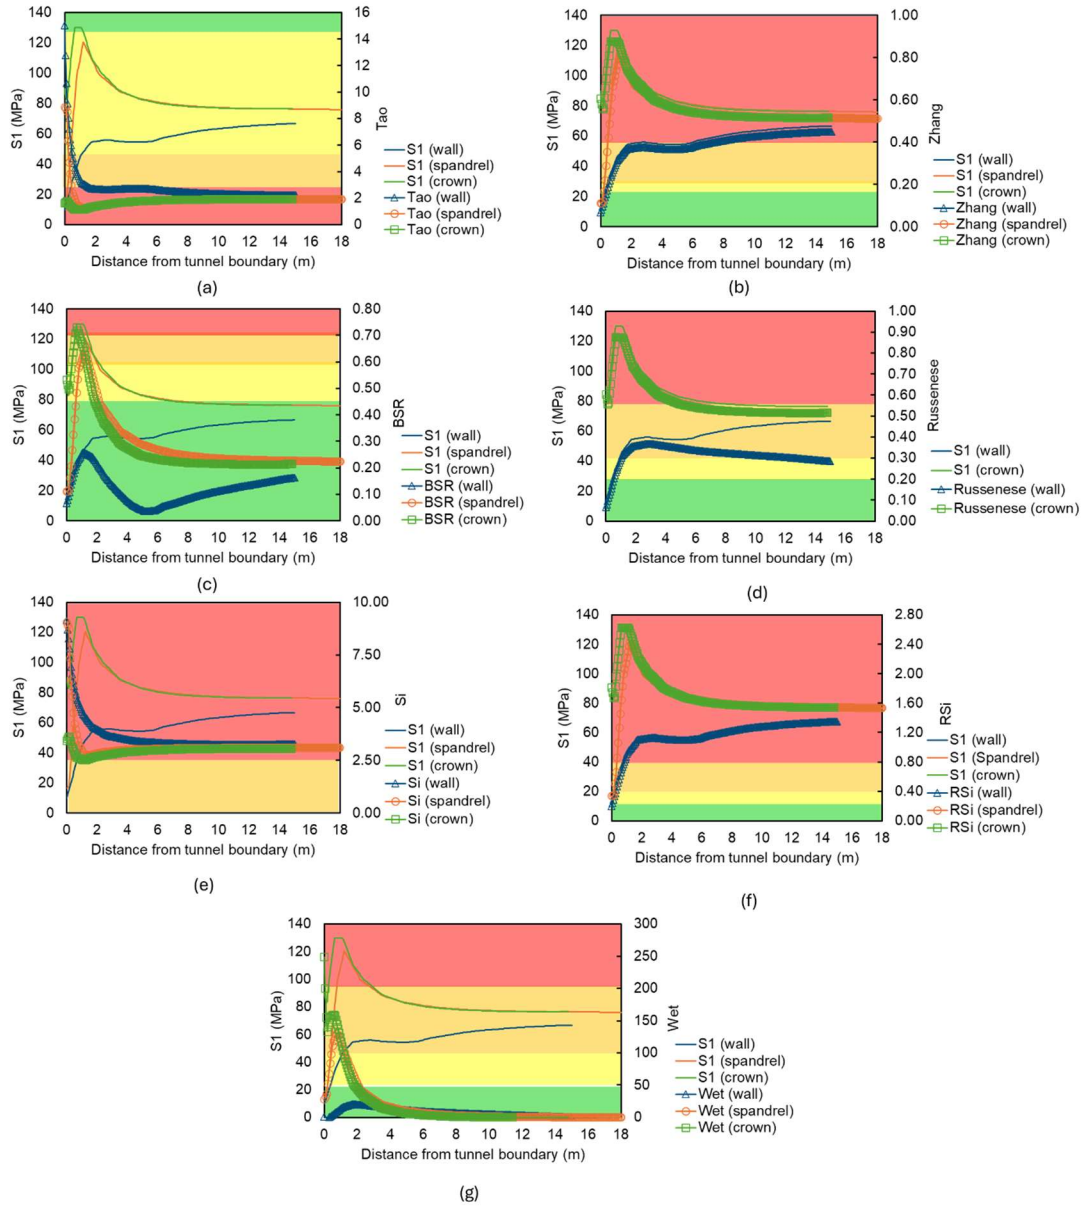 140
120
100
80
60
40
20
0
S1 (MPa)
0 2 4 6 8 10 12 14 16 18
Distance from tunnel boundary (m)
16
14
12
10
8
6
4
2
0
Tao
S1 (wall)
S1 (spandrel)
S1 (crown)
Tao (wall)
Tao (spandrel)
Tao (crown)
(a)
140
120
100
80
60
40
20
0
S1 (MPa)
0 2 4 6 8 10 12 14 16 18
Distance from tunnel boundary (m)
1.00
0.80
0.60
0.40
0.20
0.00
Zhang
S1 (wall)
S1 (spandrel)
S1 (crown)
Zhang (wall)
Zhang (spandrel)
Zhang (crown)
(b)
140
120
100
80
60
40
20
0
S1 (MPa)
0 2 4 6 8 10 12 14 16 18
Distance from tunnel boundary (m)
0.80
0.70
0.60
0.50
0.40
0.30
0.20
0.10
0.00
BSR
S1 (wall)
S1 (spandrel)
S1 (crown)
BSR (wall)
BSR (spandrel)
BSR (crown)
(c)
140
120
100
80
60
40
20
0
S1 (MPa)
0 2 4 6 8 10 12 14 16 18
Distance from tunnel boundary (m)
1.00
0.90
0.80
0.70
0.60
0.50
0.40
0.30
0.20
0.10
0.00
Russenese
S1 (wall)
S1 (crown)
Russenese (wall)
Russenese (crown)
(d)
140
120
100
80
60
40
20
0
S1 (MPa)
0 2 4 6 8 10 12 14 16 18
Distance from tunnel boundary (m)
10.00
7.50
5.00
2.50
0.00
Si
S1 (wall)
S1 (spandrel)
S1 (crown)
Si (wall)
Si (spandrel)
Si (crown)
(e)
140
120
100
80
60
40
20
0
S1 (MPa)
0 2 4 6 8 10 12 14 16 18
Distance from tunnel boundary (m)
2.80
2.40
2.00
1.60
1.20
0.80
0.40
0.00
RSi
S1 (wall)
S1 (Spandrel)
S1 (crown)
RSi (wall)
RSi (spandrel)
RSi (crown)
(f)
140
120
100
80
60
40
20
0
S1 (MPa)
0 2 4 6 8 10 12 14 16 18
Distance from tunnel boundary (m)
300
250
200
150
100
50
0
Wet
S1 (wall)
S1 (spandrel)
S1 (crown)
Wet (wall)
Wet (spandrel)
Wet (crown)
(g)